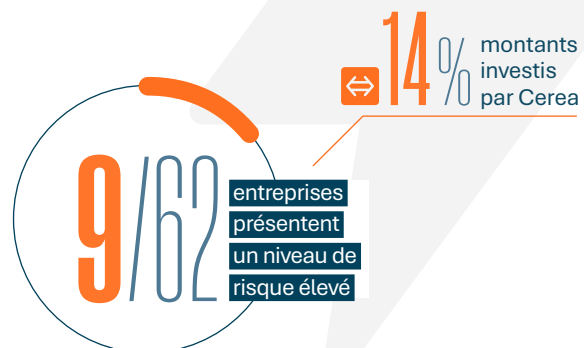 ⇔ 14% montants
investis
par Cerea
9/62 entreprises
présentent
un niveau de
risque élevé